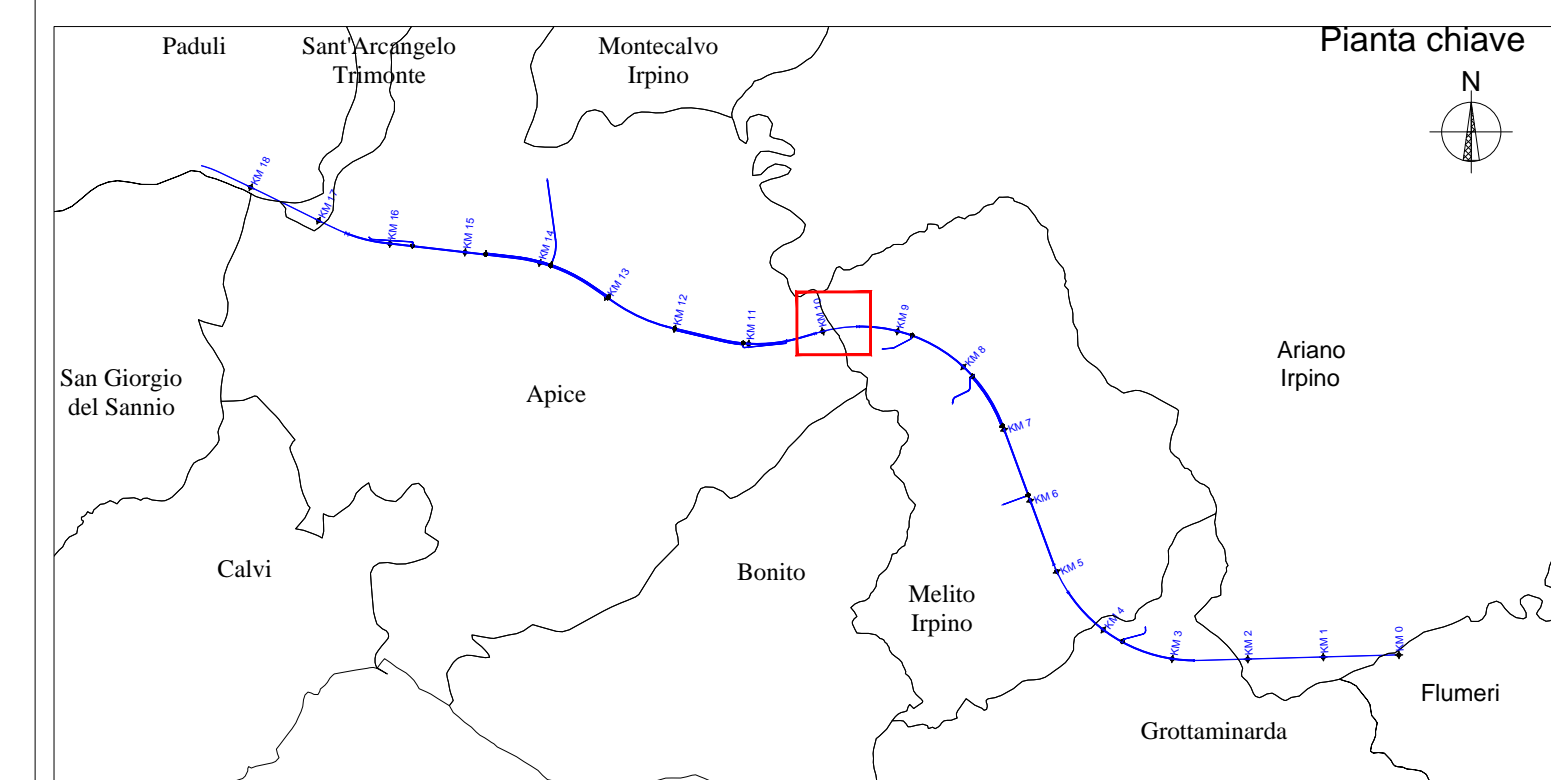 Pianta chiave
N
Paduli
Sant'Arcangelo
Trimonte
Montecalvo
Irpino
KM 18
KM 17
KM 16
KM 15
KM 14
KM 13
KM 12
KM 11
KM 10
KM 9
KM 8
KM 7
KM 6
KM 5
KM 4
KM 3
KM 2
KM 1
KM 0
Ariano
Irpino
San Giorgio
del Sannio
Apice
Calvi
Bonito
Melito
Irpino
Flumeri
Grottaminarda